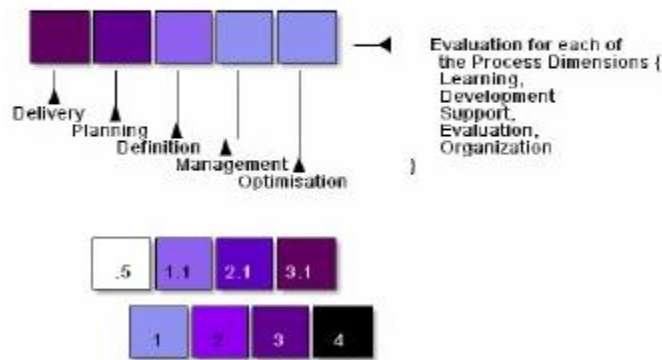 Evaluation for each of
the Process Dimensions {
Learning,
Development
Support,
Evaluation,
Organization
}
Delivery
Planning
Definition
Management
Optimisation
.5 1.1 2.1 3.1
1 2 3 4